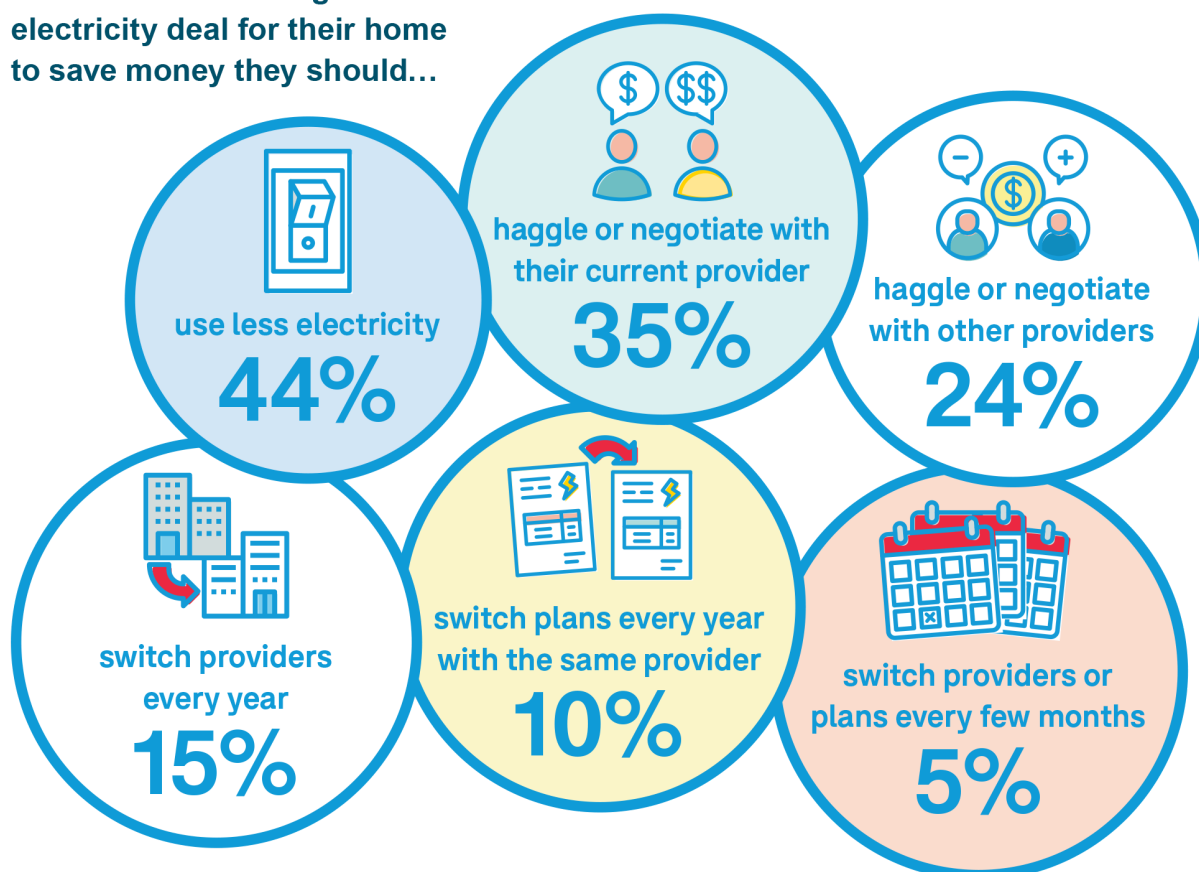 electricity deal for their home
to save money they should…
$ $$
haggle or negotiate with
their current provider
35%
use less electricity
44%
- +
$
haggle or negotiate
with other providers
24%
switch providers
every year
15%
switch plans every year
with the same provider
10%
switch providers or
plans every few months
5%